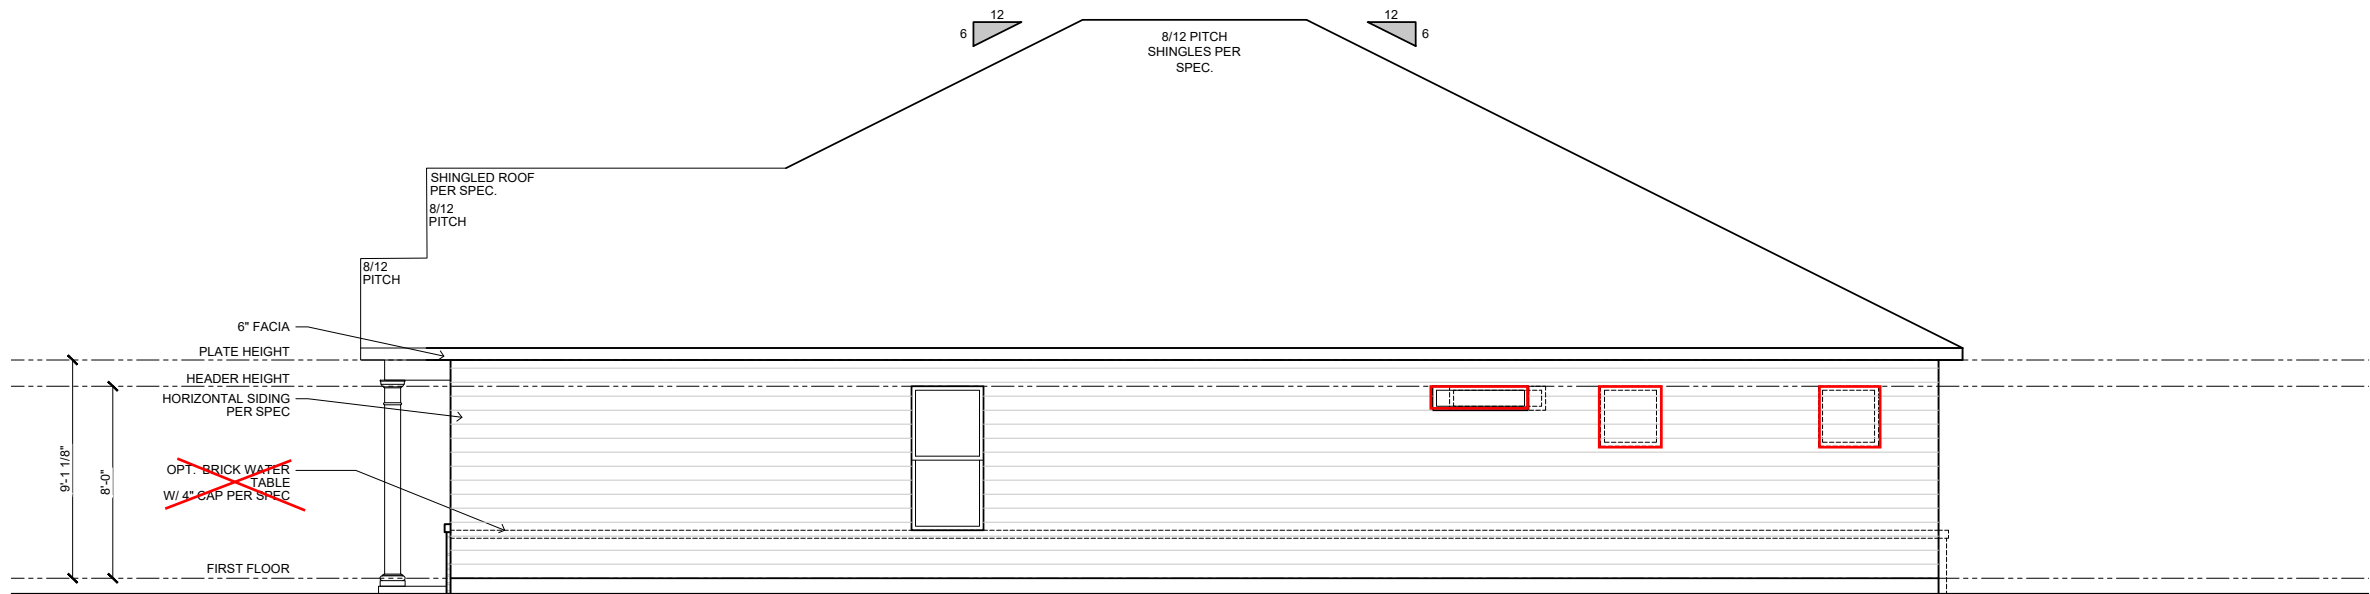 12
6
12
6
8/12 PITCH
SHINGLES PER
SPEC.
SHINGLED ROOF
PER SPEC.
8/12
PITCH
8/12
PITCH
6" FACIA
PLATE HEIGHT
HEADER HEIGHT
HORIZONTAL SIDING
PER SPEC
9'-1 1/8"
8'-0"
OPT. BRICK WATER
TABLE
W/ 4" CAP PER SPEC
FIRST FLOOR